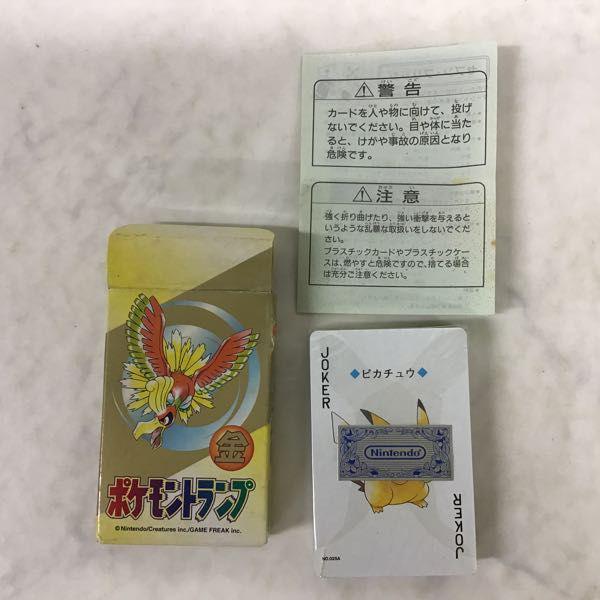 警告
カードを人や物に向けて、投げ
ないでください。目や体に当た
ると、けがや事故の原因となり
危険です。
注意
強く折り曲げたり、強い衝撃を与えると
いうような乱暴な取扱いをしないでくだ
さい。
プラスチックカードやプラスチックケー
スは、燃やすと危険ですので、捨てる場合
は充分ご注意ください。
金
ポケモントランプ
©Nintendo/Creatures inc./GAME FREAK inc.
JOKER
◆ピカチュウ◆
Nintendo
JOKER
NO.025A